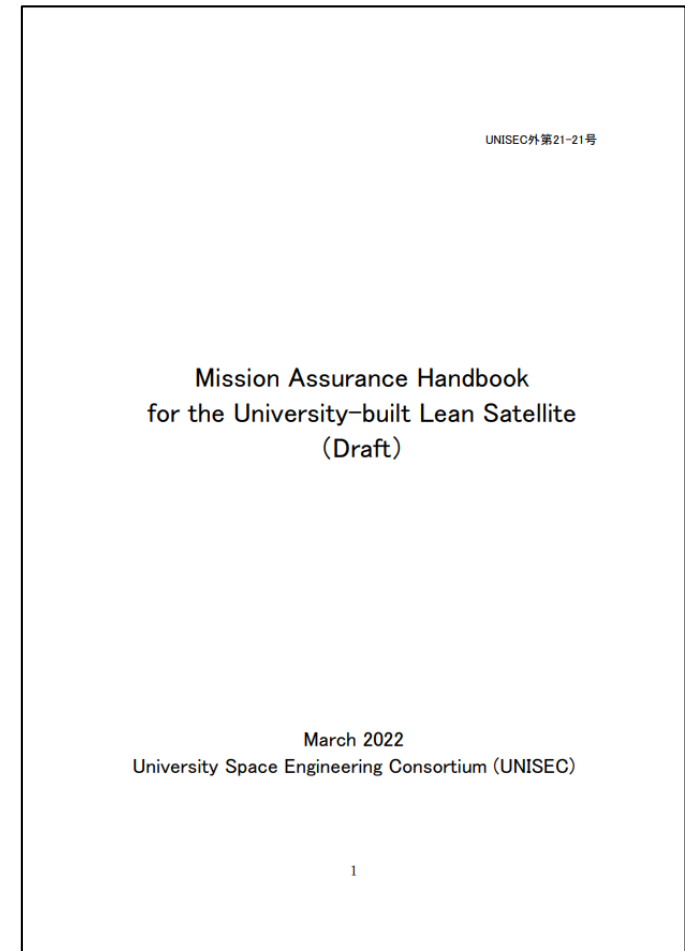 UNISEC外第21-21号
Mission Assurance Handbook
for the University-built Lean Satellite
（Draft）
March 2022
University Space Engineering Consortium (UNISEC)
1